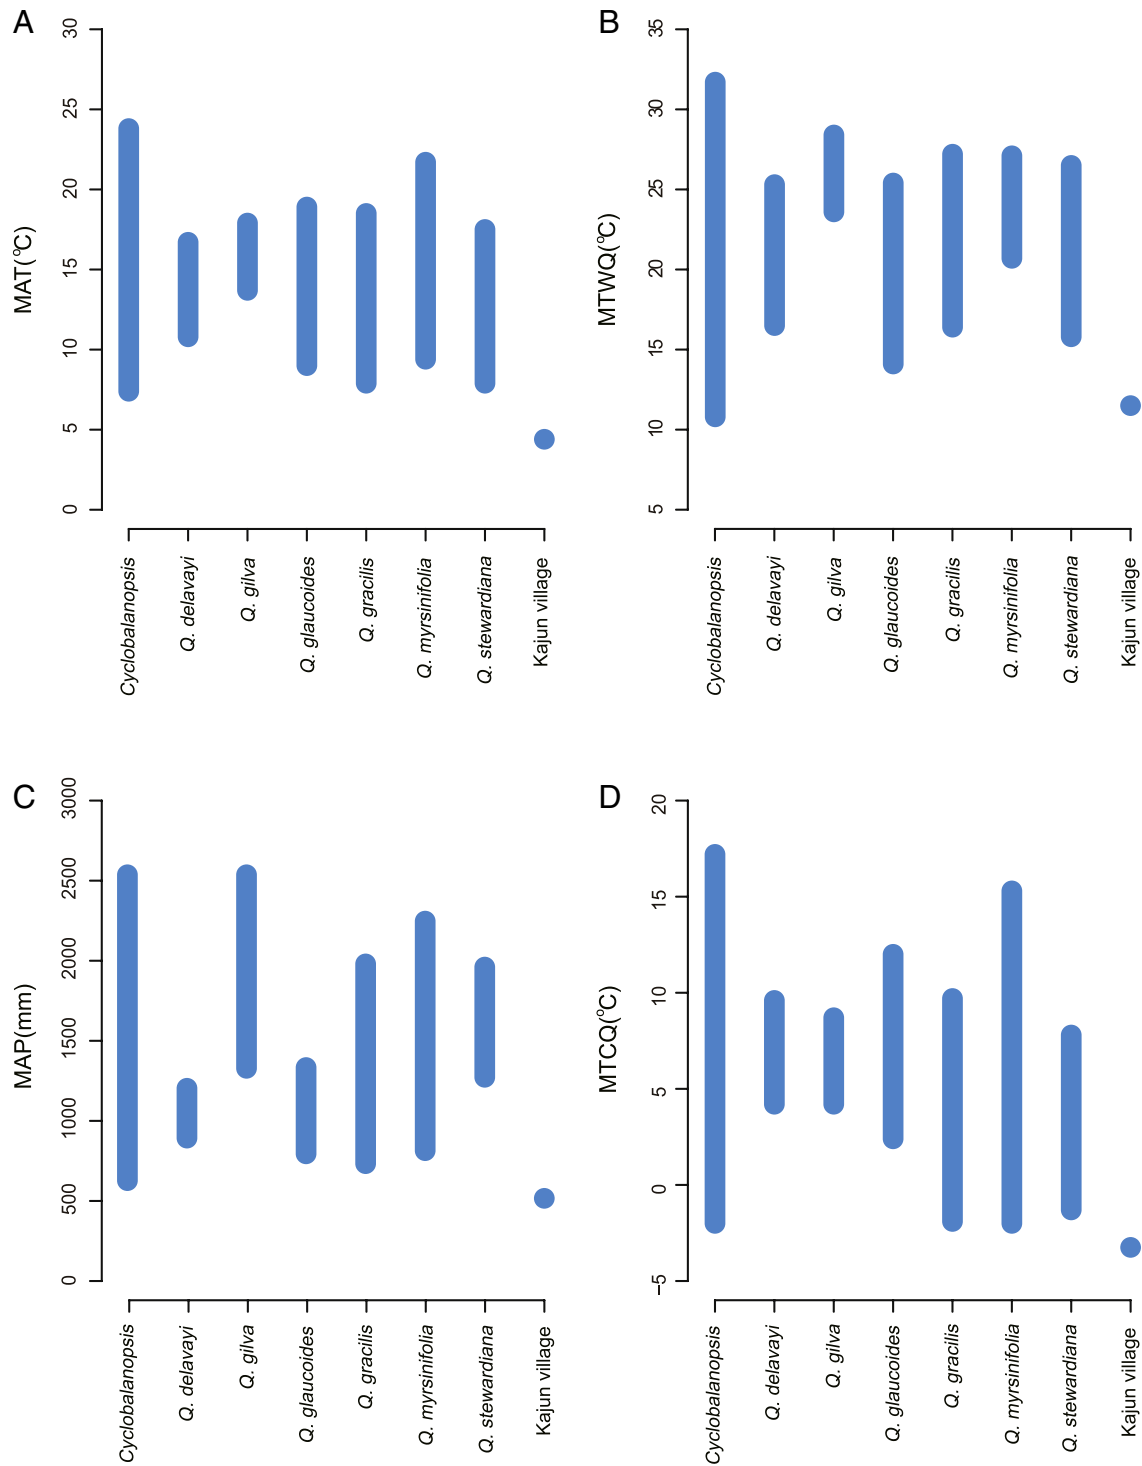 A
MAT(°C)
30
25
20
15
10
5
0
Cyclobalanopsis
Q. delavayi
Q. gilva
Q. glaucoides
Q. gracilis
Q. myrsinifolia
Q. stewardiana
Kajun village
B
MTWQ(°C)
35
30
25
20
15
10
5
Cyclobalanopsis
Q. delavayi
Q. gilva
Q. glaucoides
Q. gracilis
Q. myrsinifolia
Q. stewardiana
Kajun village
C
MAP(mm)
3000
2500
2000
1500
1000
500
0
Cyclobalanopsis
Q. delavayi
Q. gilva
Q. glaucoides
Q. gracilis
Q. myrsinifolia
Q. stewardiana
Kajun village
D
MTCQ(°C)
20
15
10
5
0
−5
Cyclobalanopsis
Q. delavayi
Q. gilva
Q. glaucoides
Q. gracilis
Q. myrsinifolia
Q. stewardiana
Kajun village